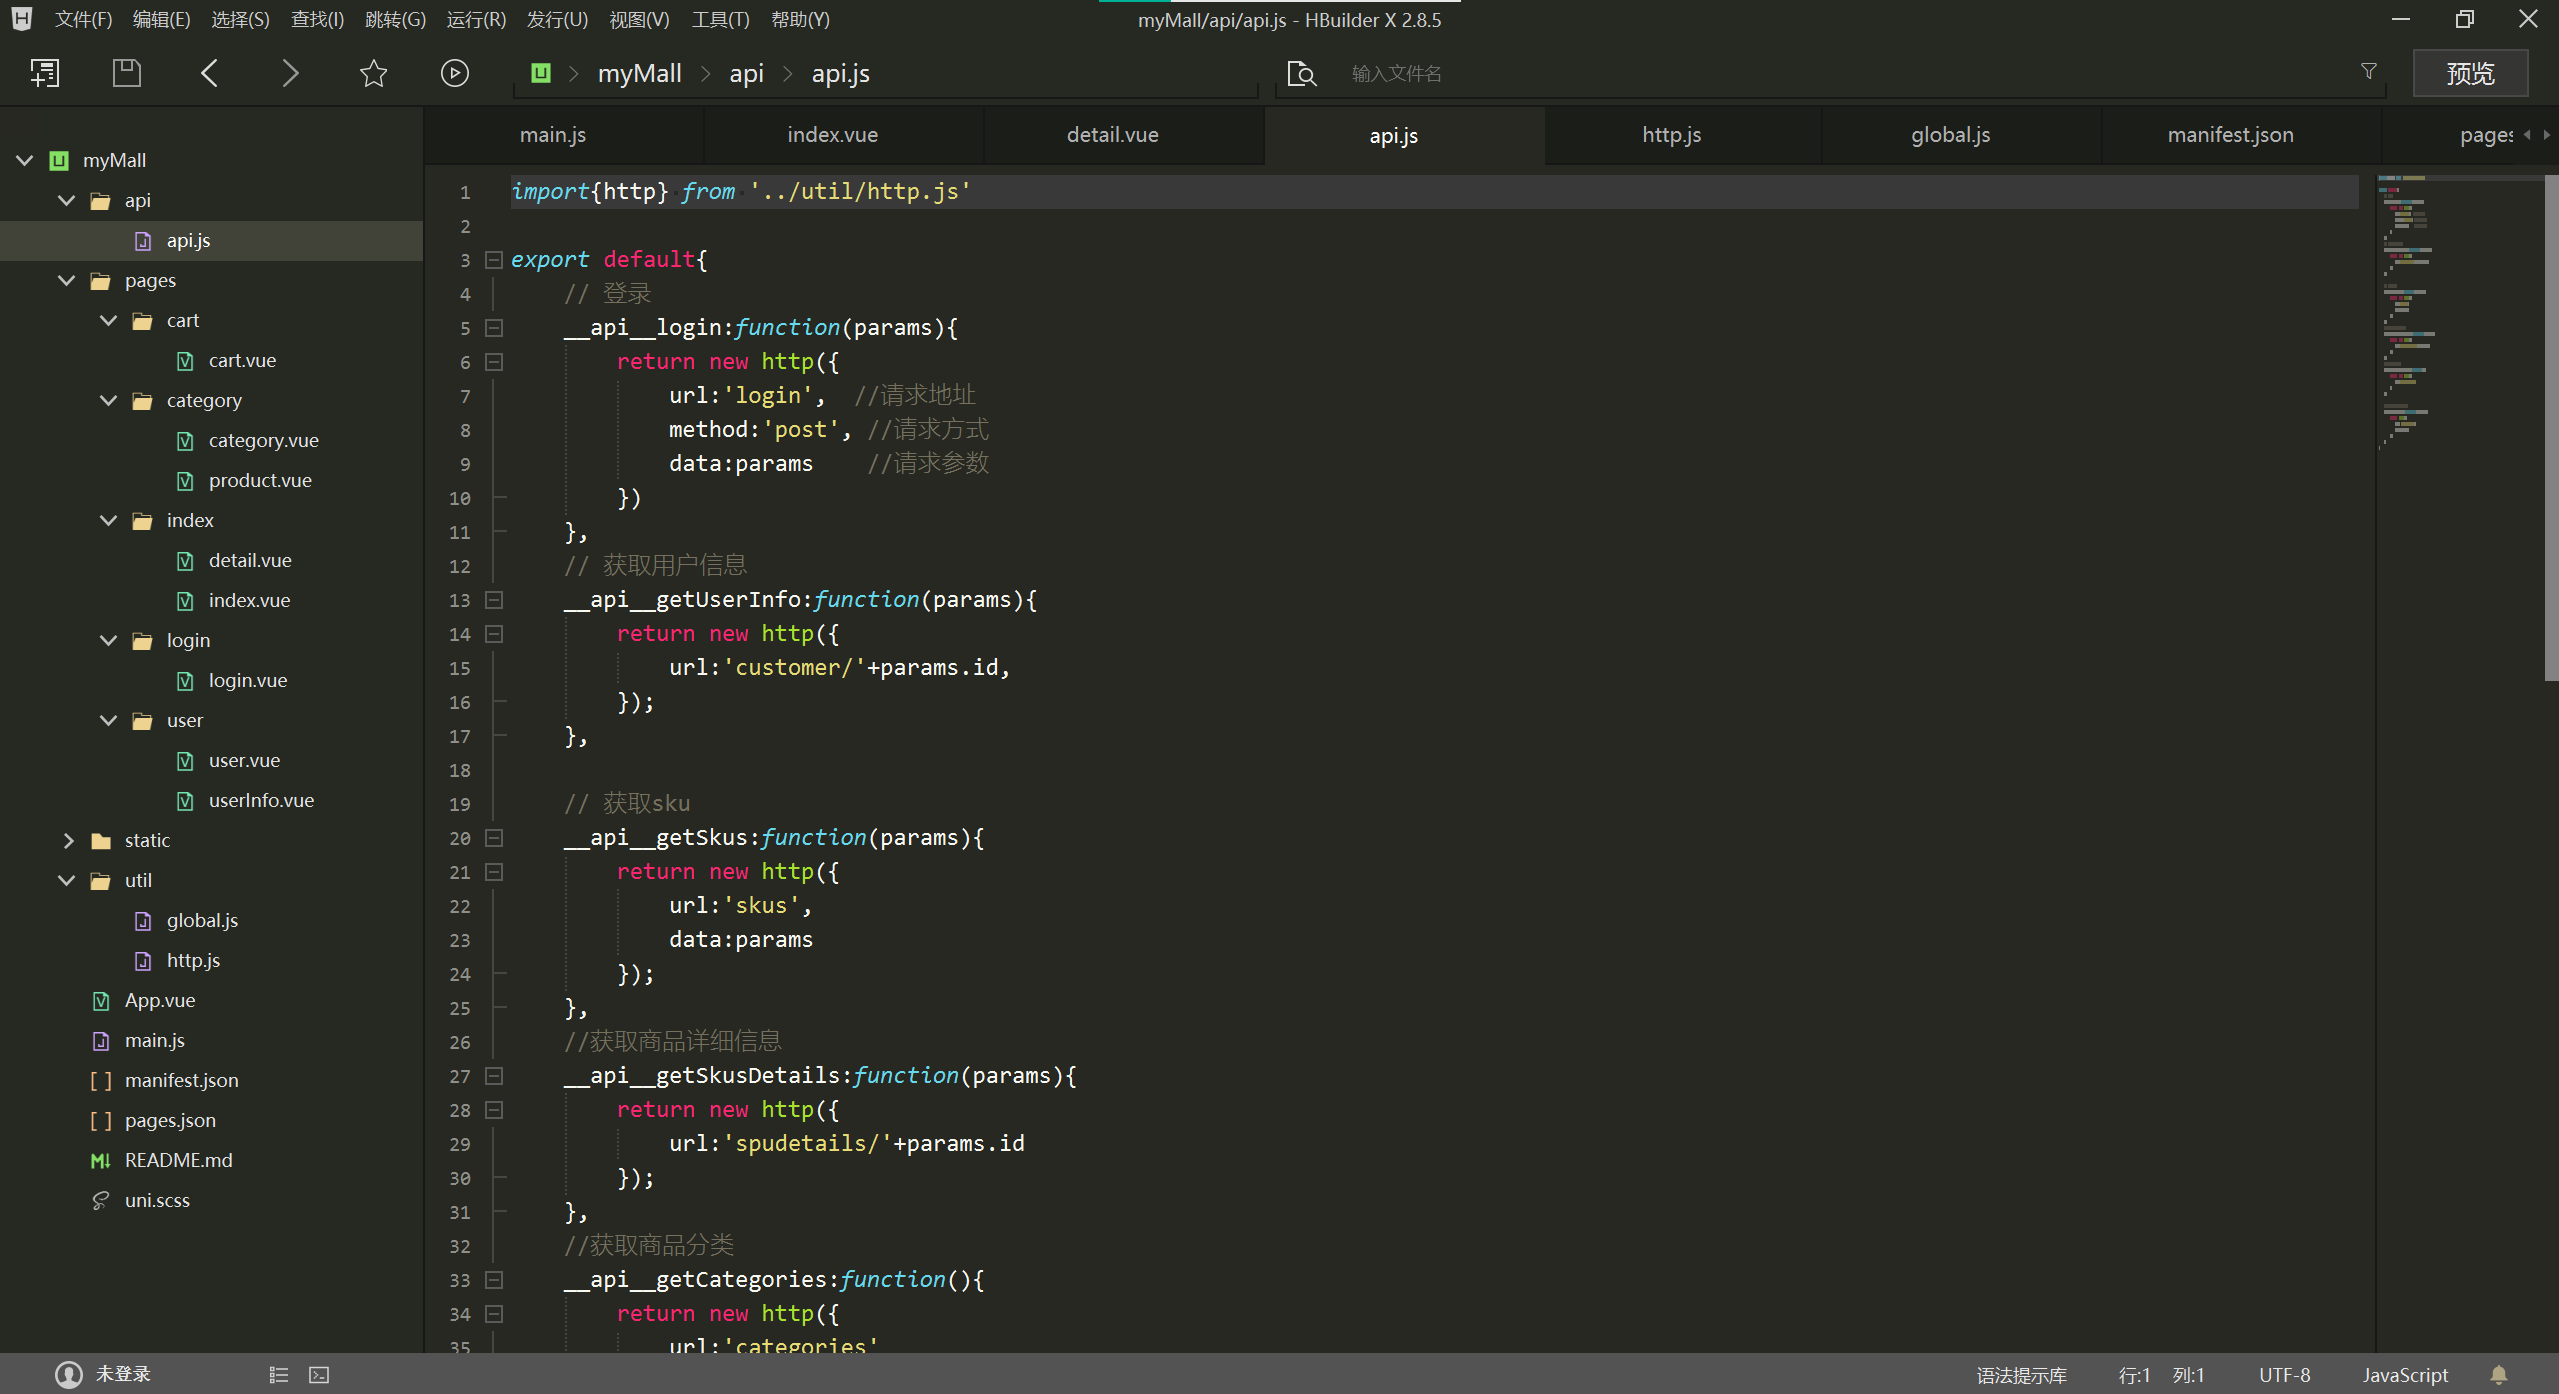 文件(F) 编辑(E) 选择(S) 查找(I) 跳转(G) 运行(R) 发行(U) 视图(V) 工具(T) 帮助(Y)
myMall/api/api.js - HBuilder X 2.8.5
myMall
api
api.js
输入文件名
预览
main.js
index.vue
detail.vue
api.js
http.js
global.js
manifest.json
pages
myMall
api
api.js
pages
cart
cart.vue
category
category.vue
product.vue
index
detail.vue
index.vue
login
login.vue
user
user.vue
userInfo.vue
static
util
global.js
http.js
App.vue
main.js
manifest.json
pages.json
README.md
uni.scss
1 import{http} from '../util/http.js'
2
3 export default{
4 // 登录
5 __api__login:function(params){
6 return new http({
7 url:'login', //请求地址
8 method:'post', //请求方式
9 data:params //请求参数
10 })
11 },
12 // 获取用户信息
13 __api__getUserInfo:function(params){
14 return new http({
15 url:'customer/'+params.id,
16 });
17 },
18
19 // 获取sku
20 __api__getSkus:function(params){
21 return new http({
22 url:'skus',
23 data:params
24 });
25 },
26 //获取商品详细信息
27 __api__getSkusDetails:function(params){
28 return new http({
29 url:'spudetails/'+params.id
30 });
31 },
32 //获取商品分类
33 __api__getCategories:function(){
34 return new http({
35 url:'categories'
未登录
语法提示库
行:1 列:1
UTF-8
JavaScript